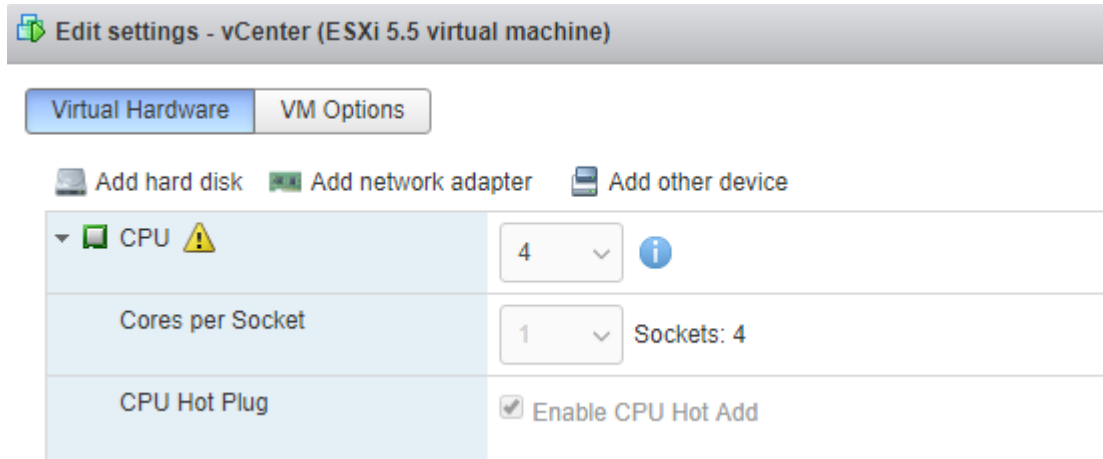 Edit settings - vCenter (ESXi 5.5 virtual machine)
Virtual Hardware VM Options
Add hard disk Add network adapter Add other device
CPU 4
Cores per Socket 1 Sockets: 4
CPU Hot Plug Enable CPU Hot Add